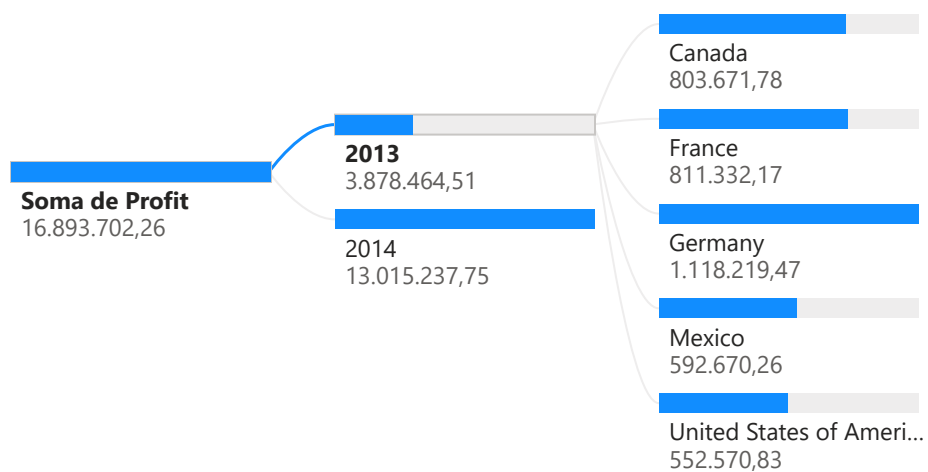 Soma de Profit
16.893.702,26
2013
3.878.464,51
2014
13.015.237,75
Canada
803.671,78
France
811.332,17
Germany
1.118.219,47
Mexico
592.670,26
United States of Ameri...
552.570,83